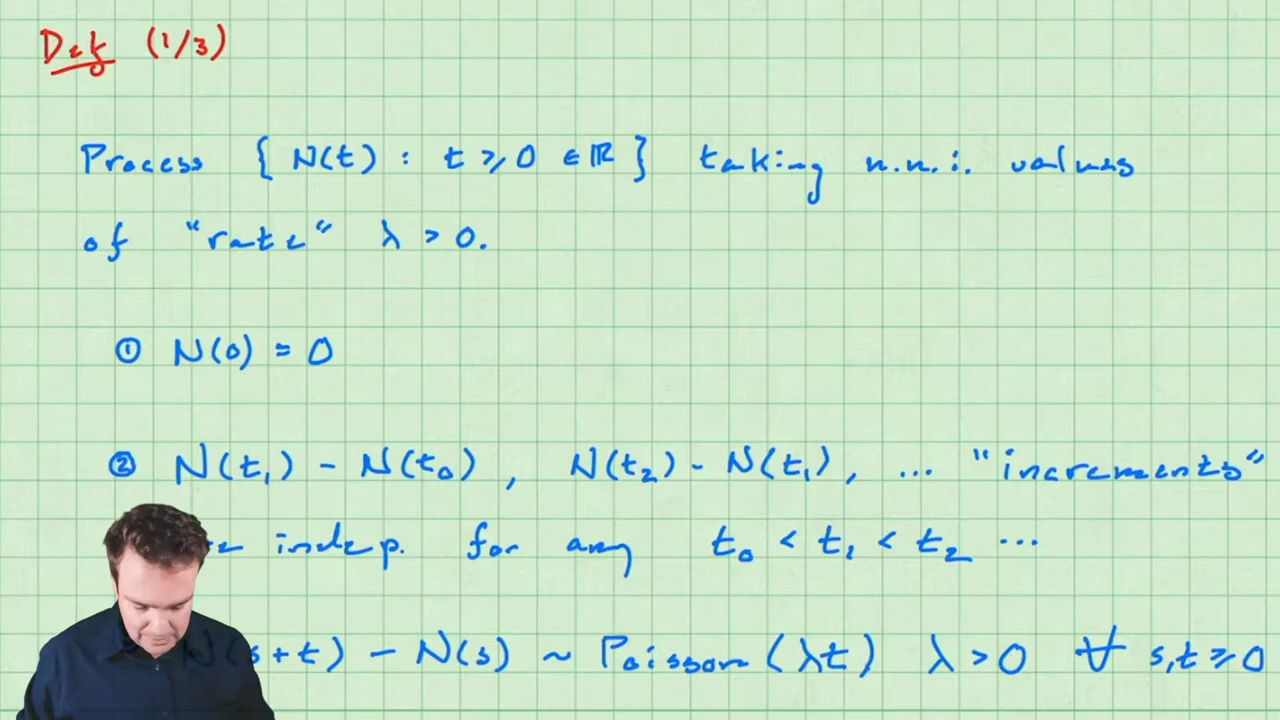 Def (1/3)
Process { N(t) : t ⩾ 0 ∈ ℝ } taking n.n.i. values
of "rate" λ > 0.
① N(0) = 0
② N(t₁) - N(t₀), N(t₂) - N(t₁), ... "increments"
indep. for any t₀ < t₁ < t₂ ...
N(s+t) - N(s) ~ Poisson(λt) λ > 0 ∀ s,t ⩾ 0